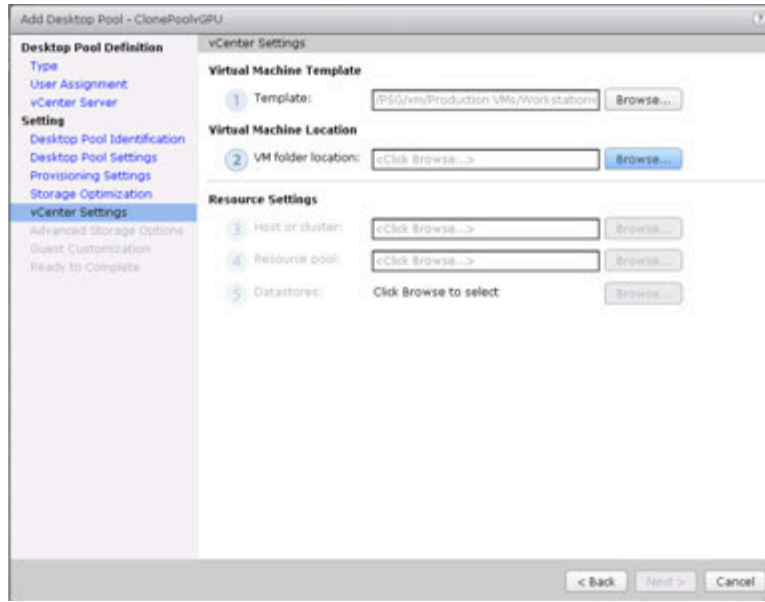 Add Desktop Pool - ClonePoolvGPU
?
Desktop Pool Definition
Type
User Assignment
vCenter Server
Setting
Desktop Pool Identification
Desktop Pool Settings
Provisioning Settings
Storage Optimization
vCenter Settings
Advanced Storage Options
Guest Customization
Ready to Complete
vCenter Settings
Virtual Machine Template
1 Template: /PSG/vm/Production VMs/Workstation Browse...
Virtual Machine Location
2 VM folder location: <Click Browse...> Browse...
Resource Settings
3 Host or cluster: <Click Browse...> Browse...
4 Resource pool: <Click Browse...> Browse...
5 Datastores: Click Browse to select Browse...
< Back Next > Cancel